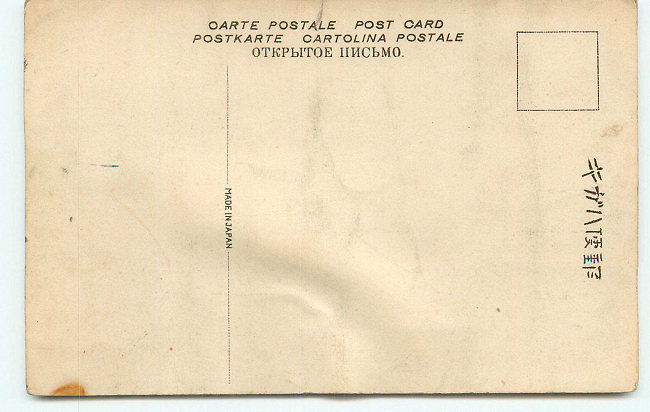 CARTE POSTALE POST CARD
POSTKARTE CARTOLINA POSTALE
ОТКРЫТОЕ ПИСЬМО.
MADE IN JAPAN
郵便ハガキ